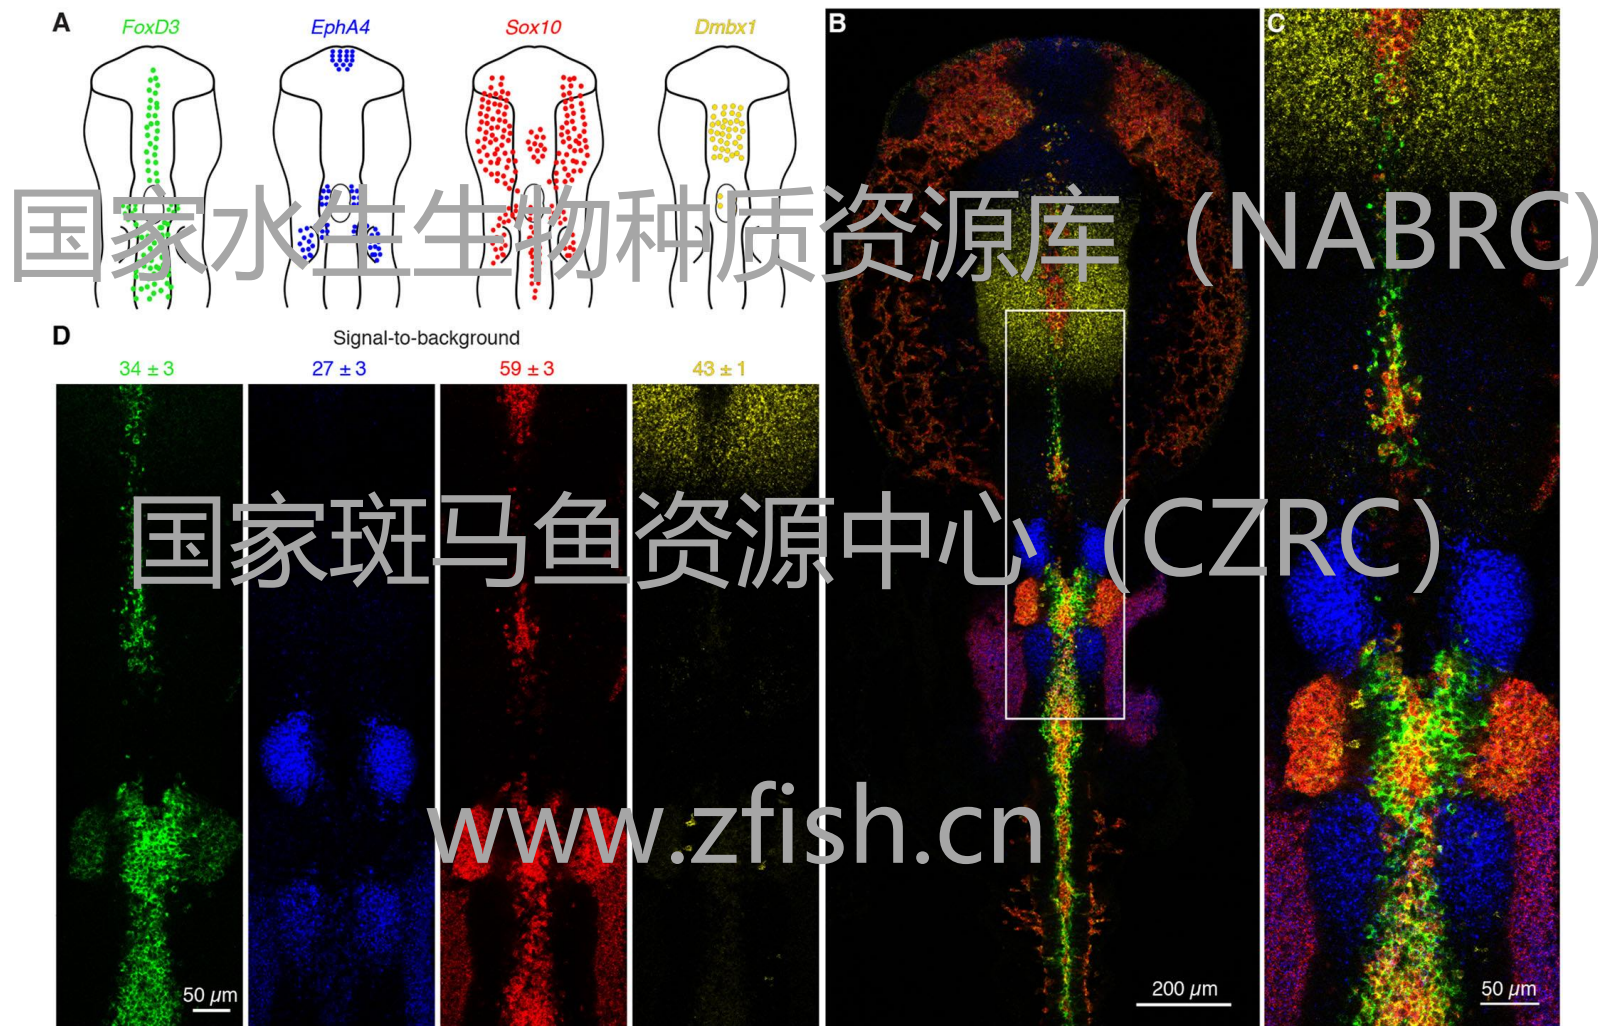 A
FoxD3 EphA4 Sox10 Dmbx1
B
C
国家水生生物种质资源库（NABRC)
D
Signal-to-background
34 ± 3 27 ± 3 59 ± 3 43 ± 1
国家斑马鱼资源中心（CZRC）
www.zfish.cn
50 µm
200 µm
50 µm